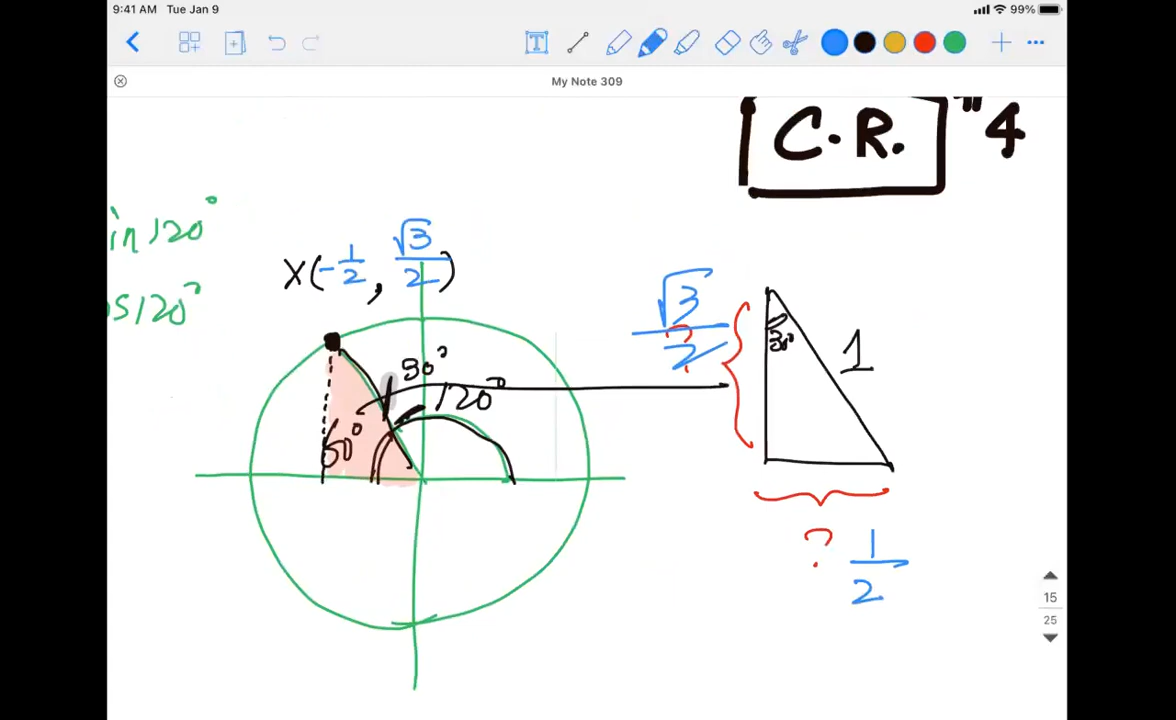 9:41 AM Tue Jan 9
99%
My Note 309
C.R. #4
in 120°
os 120°
X(-1/2, √3/2)
30°
120°
60°
√3/2
?
30°
1
? 1/2
15
25